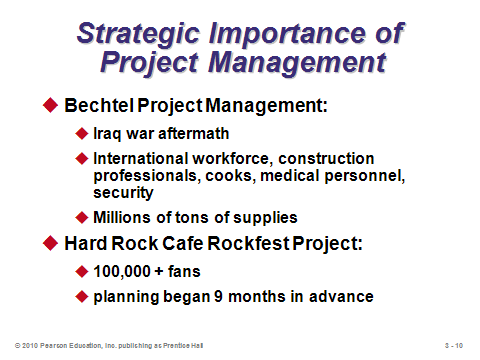 Strategic Importance of
Project Management
Bechtel Project Management:
Iraq war aftermath
International workforce, construction
professionals, cooks, medical personnel,
security
Millions of tons of supplies
Hard Rock Cafe Rockfest Project:
100,000 + fans
planning began 9 months in advance
© 2010 Pearson Education, Inc. publishing as Prentice Hall
3 - 10